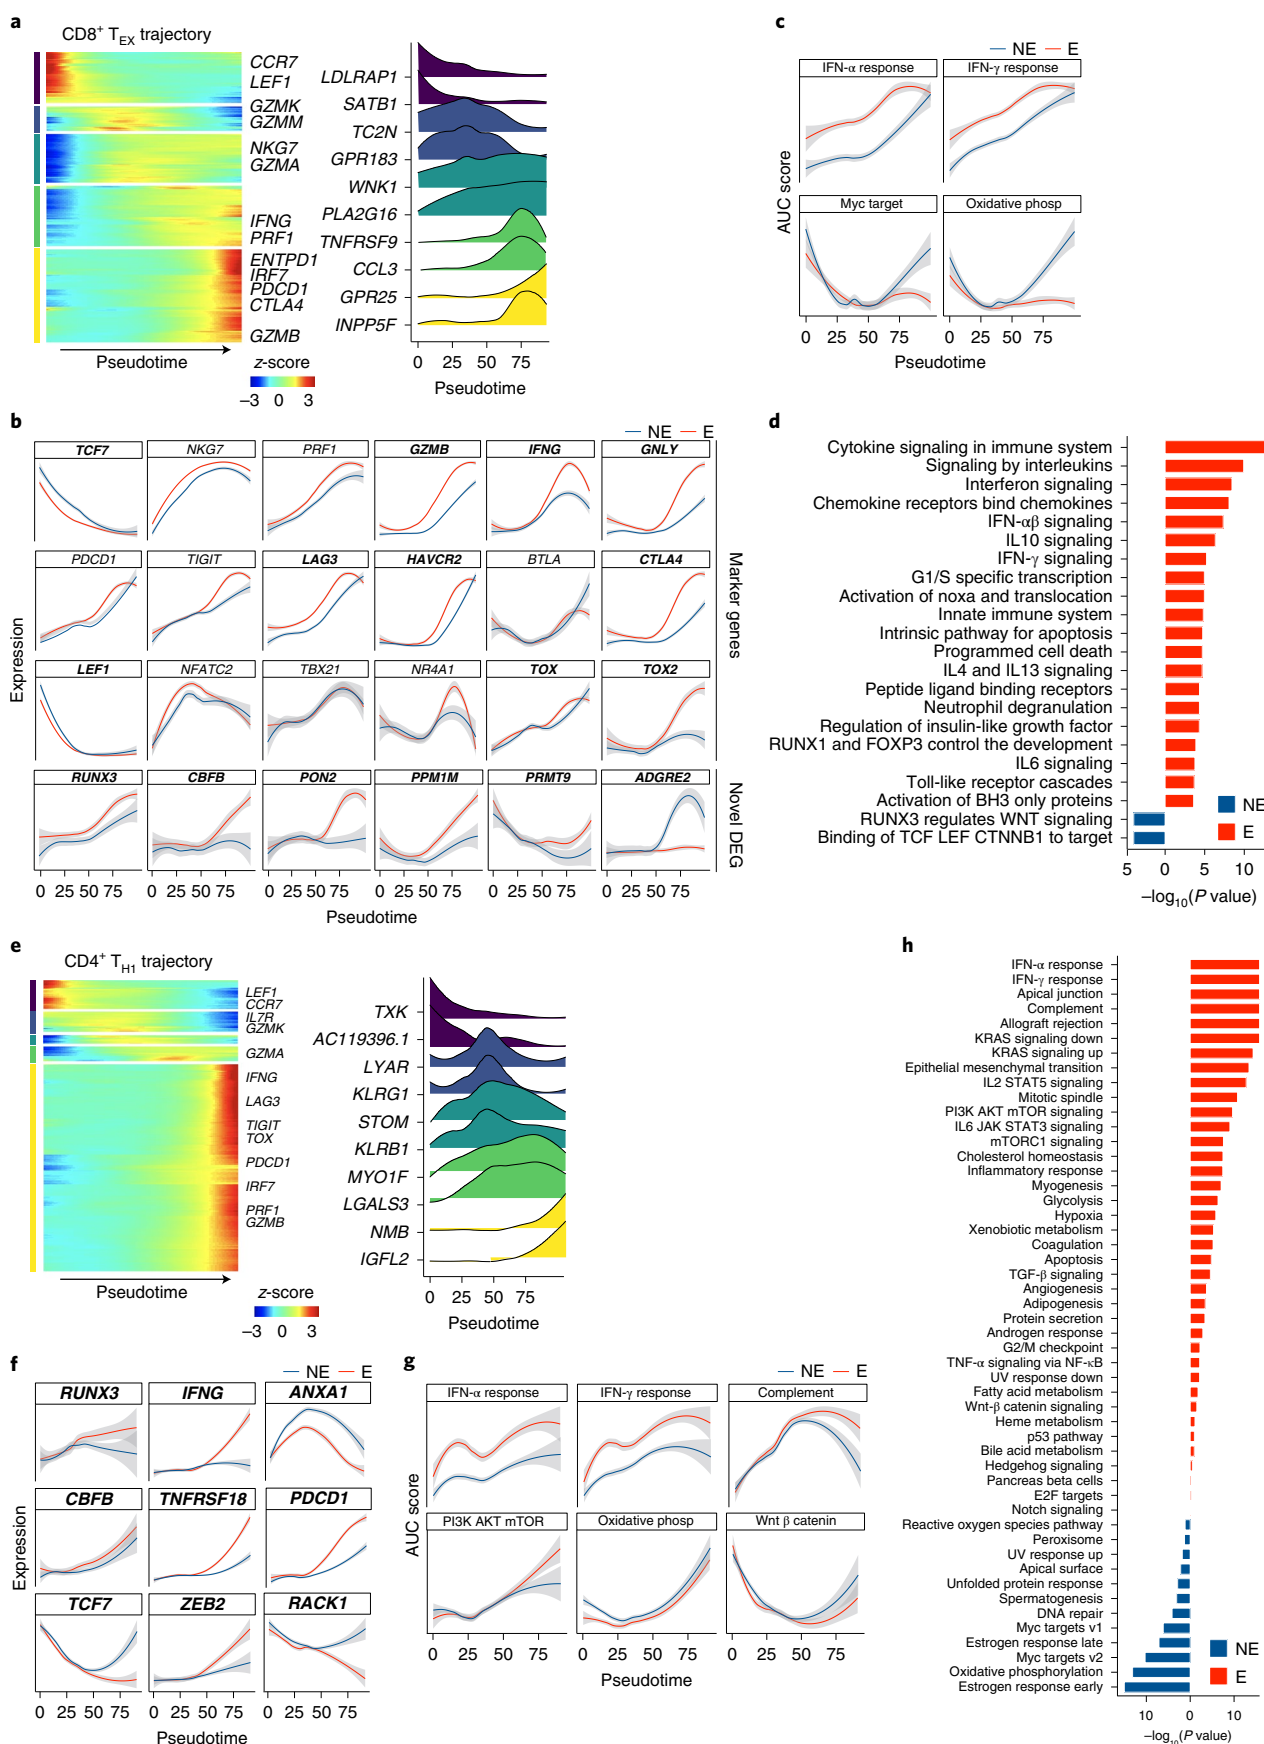 a
CD8+ TEX trajectory
CCR7
LEF1
GZMK
GZMM
NKG7
GZMA
IFNG
PRF1
ENTPD1
IRF7
PDCD1
CTLA4
GZMB
Pseudotime
z-score
–3 0 3
LDLRAP1
SATB1
TC2N
GPR183
WNK1
PLA2G16
TNFRSF9
CCL3
GPR25
INPP5F
0 25 50 75
Pseudotime
c
NE E
IFN-α response IFN-γ response
Myc target Oxidative phosp
AUC score
0 25 50 75 0 25 50 75
Pseudotime
b
NE E
TCF7 NKG7 PRF1 GZMB IFNG GNLY
PDCD1 TIGIT LAG3 HAVCR2 BTLA CTLA4
LEF1 NFATC2 TBX21 NR4A1 TOX TOX2
RUNX3 CBFB PON2 PPM1M PRMT9 ADGRE2
Expression
Marker genes
Novel DEG
0 25 50 75 0 25 50 75 0 25 50 75 0 25 50 75 0 25 50 75 0 25 50 75
Pseudotime
d
Cytokine signaling in immune system
Signaling by interleukins
Interferon signaling
Chemokine receptors bind chemokines
IFN-αβ signaling
IL10 signaling
IFN-γ signaling
G1/S specific transcription
Activation of noxa and translocation
Innate immune system
Intrinsic pathway for apoptosis
Programmed cell death
IL4 and IL13 signaling
Peptide ligand binding receptors
Neutrophil degranulation
Regulation of insulin-like growth factor
RUNX1 and FOXP3 control the development
IL6 signaling
Toll-like receptor cascades
Activation of BH3 only proteins
RUNX3 regulates WNT signaling
Binding of TCF LEF CTNNB1 to target
NE
E
5 0 5 10
–log10(P value)
e
CD4+ TH1 trajectory
LEF1
CCR7
IL7R
GZMK
GZMA
IFNG
LAG3
TIGIT
TOX
PDCD1
IRF7
PRF1
GZMB
Pseudotime
z-score
–3 0 3
TXK
AC119396.1
LYAR
KLRG1
STOM
KLRB1
MYO1F
LGALS3
NMB
IGFL2
0 25 50 75
Pseudotime
f
NE E
RUNX3 IFNG ANXA1
CBFB TNFRSF18 PDCD1
TCF7 ZEB2 RACK1
Expression
0 25 50 75 0 25 50 75 0 25 50 75
Pseudotime
g
NE E
IFN-α response IFN-γ response Complement
PI3K AKT mTOR Oxidative phosp Wnt β catenin
AUC score
0 25 50 75 0 25 50 75 0 25 50 75
Pseudotime
h
IFN-α response
IFN-γ response
Apical junction
Complement
Allograft rejection
KRAS signaling down
KRAS signaling up
Epithelial mesenchymal transition
IL2 STAT5 signaling
Mitotic spindle
PI3K AKT mTOR signaling
IL6 JAK STAT3 signaling
mTORC1 signaling
Cholesterol homeostasis
Inflammatory response
Myogenesis
Glycolysis
Hypoxia
Xenobiotic metabolism
Coagulation
Apoptosis
TGF-β signaling
Angiogenesis
Adipogenesis
Protein secretion
Androgen response
G2/M checkpoint
TNF-α signaling via NF-κB
UV response down
Fatty acid metabolism
Wnt-β catenin signaling
Heme metabolism
p53 pathway
Bile acid metabolism
Hedgehog signaling
Pancreas beta cells
E2F targets
Notch signaling
Reactive oxygen species pathway
Peroxisome
UV response up
Apical surface
Unfolded protein response
Spermatogenesis
DNA repair
Myc targets v1
Estrogen response late
Myc targets v2
Oxidative phosphorylation
Estrogen response early
NE
E
10 0 10
–log10(P value)